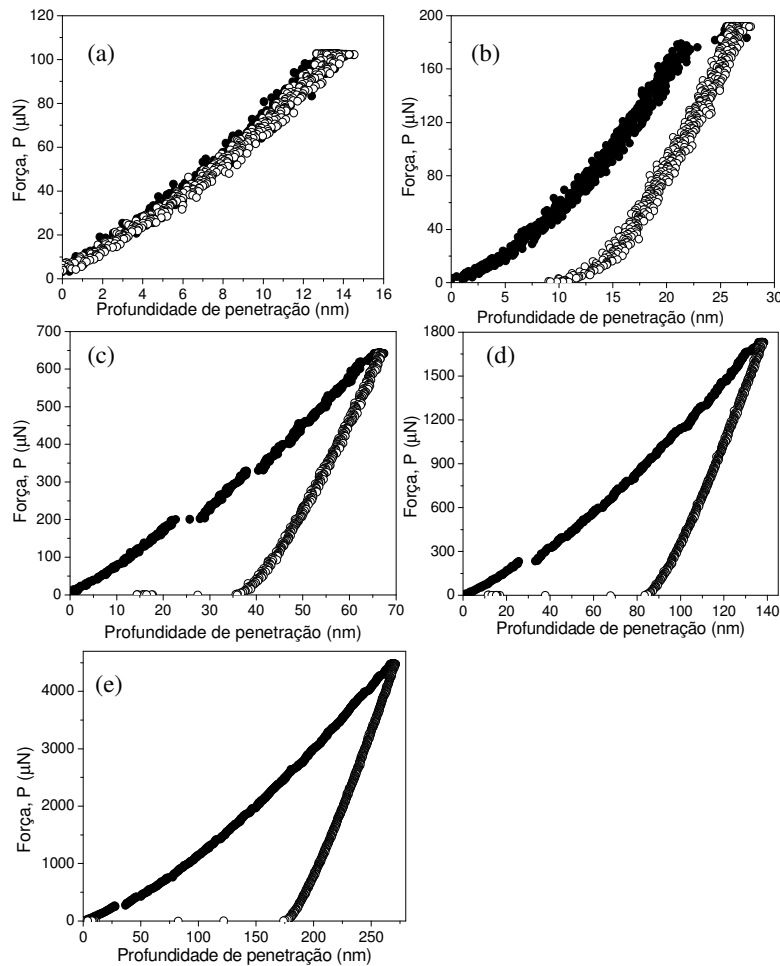 120
100
80
60
40
20
0
Força, P (µN)
(a)
0 2 4 6 8 10 12 14 16
Profundidade de penetração (nm)
200
160
120
80
40
0
Força, P (µN)
(b)
0 5 10 15 20 25 30
Profundidade de penetração (nm)
700
600
500
400
300
200
100
0
Força, P (µN)
(c)
0 10 20 30 40 50 60 70
Profundidade de penetração (nm)
1800
1500
1200
900
600
300
0
Força, P (µN)
(d)
0 20 40 60 80 100 120 140
Profundidade de penetração (nm)
4000
3000
2000
1000
0
Força, P (µN)
(e)
0 50 100 150 200 250
Profundidade de penetração (nm)